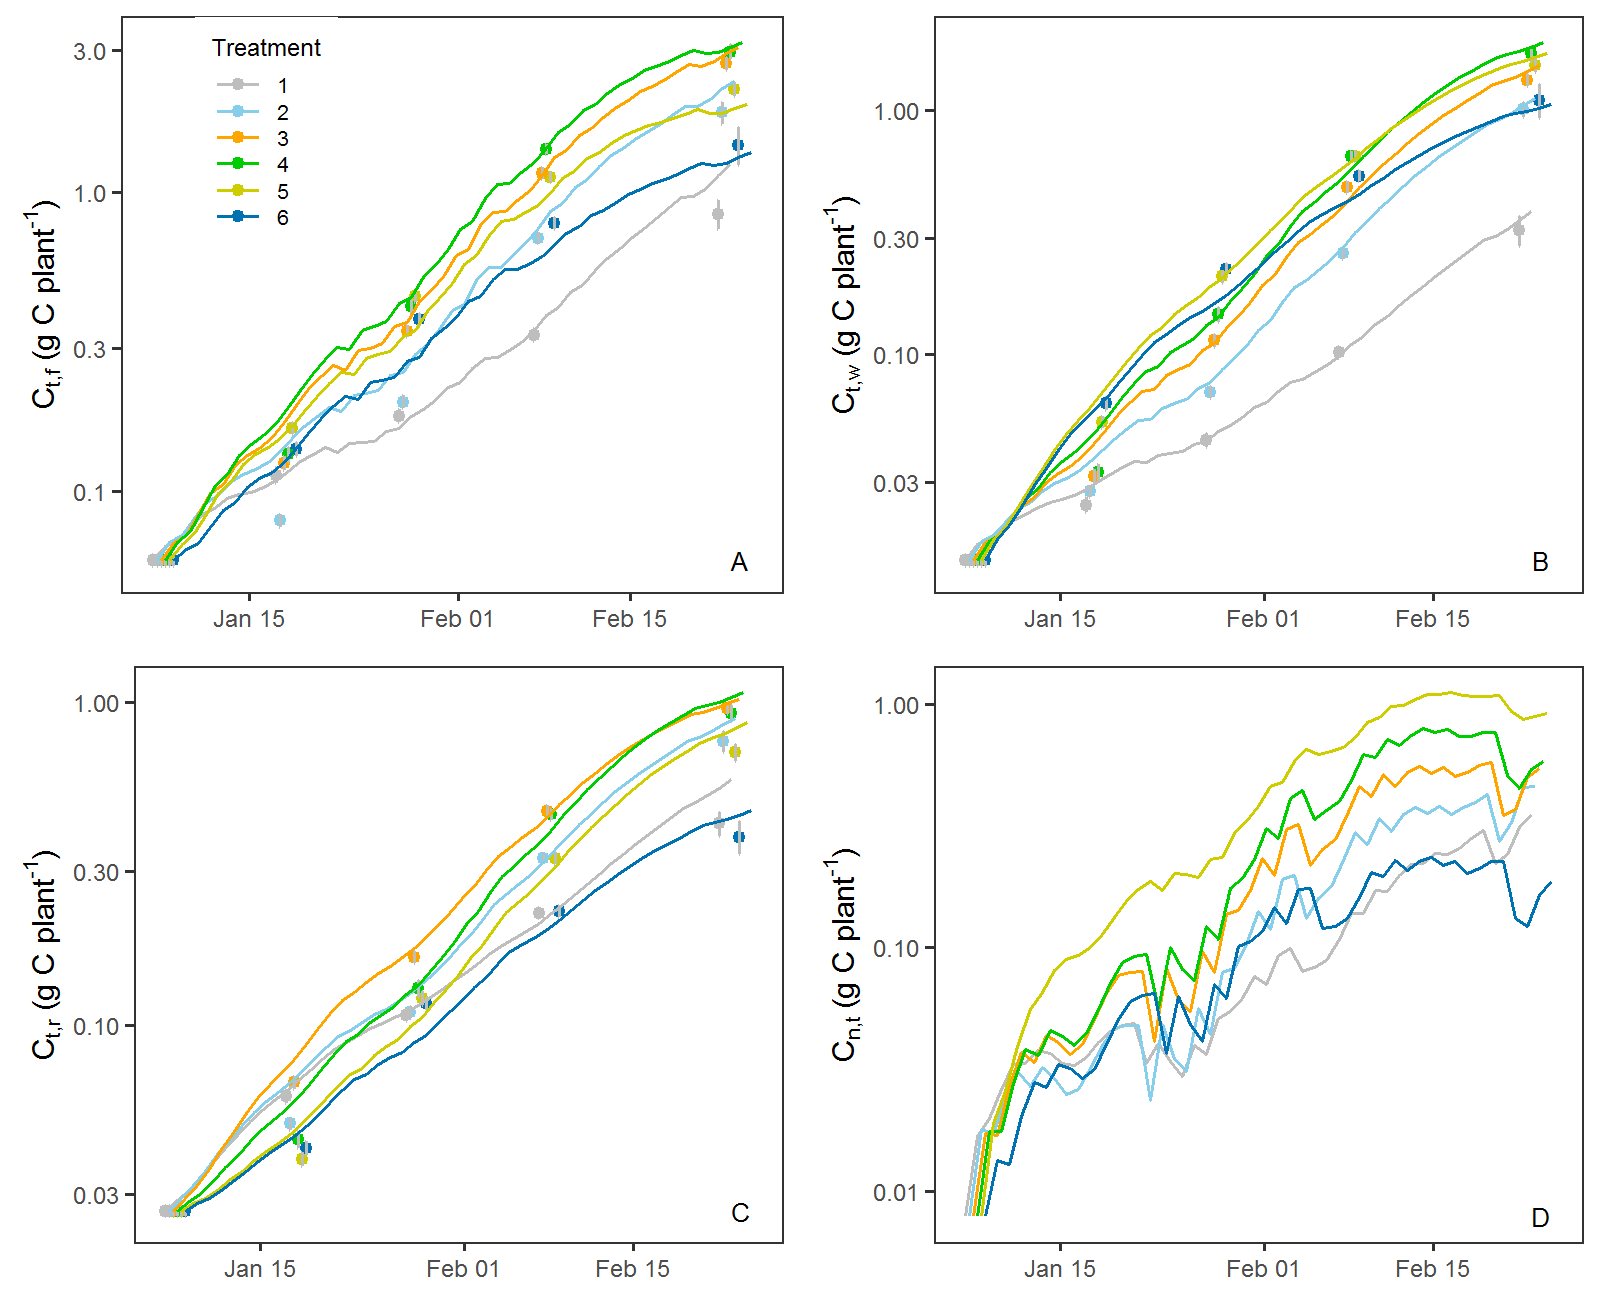 Treatment
1
2
3
4
5
6
3.0
1.0
0.3
0.1
Ct,f (g C plant-1)
Jan 15
Feb 01
Feb 15
A
1.00
0.30
0.10
0.03
Ct,w (g C plant-1)
Jan 15
Feb 01
Feb 15
B
1.00
0.30
0.10
0.03
Ct,r (g C plant-1)
Jan 15
Feb 01
Feb 15
C
1.00
0.10
0.01
Cn,t (g C plant-1)
Jan 15
Feb 01
Feb 15
D